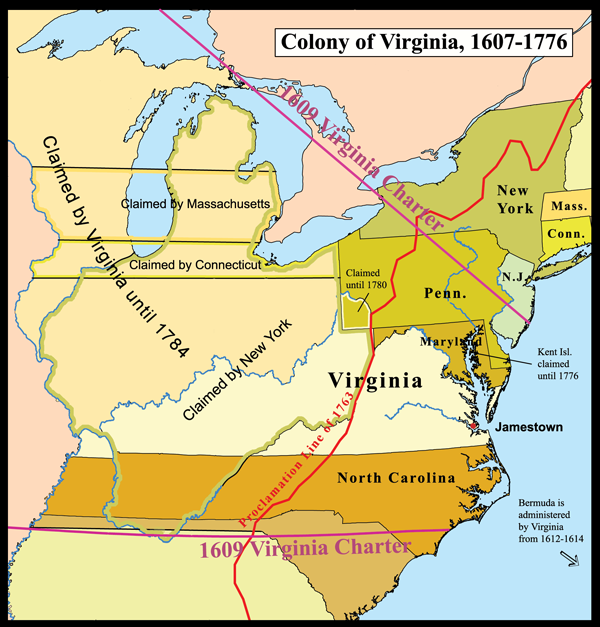 Colony of Virginia, 1607-1776
1609 Virginia Charter
Claimed by Virginia until 1784
Claimed by Massachusetts
New
York
Mass.
Conn.
Claimed by Connecticut
N.J.
Claimed
until 1780
Penn.
Claimed by New York
Maryland
Kent Isl.
claimed
until 1776
Virginia
Jamestown
Proclamation Line of 1763
North Carolina
Bermuda is
administered
by Virginia
from 1612-1614
1609 Virginia Charter